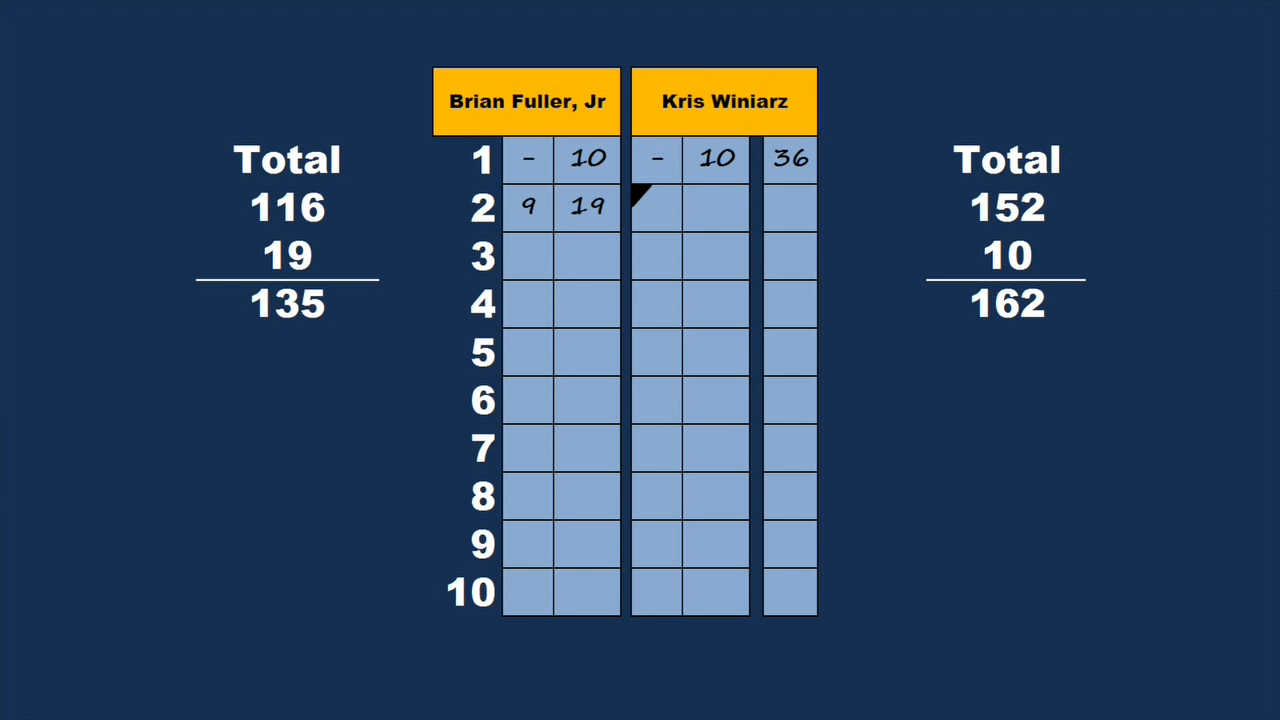 Brian Fuller, Jr Kris Winiarz
Total 1 - 10 - 10 36 Total
116 2 9 19 152
19 3 10
135 4 162
5
6
7
8
9
10